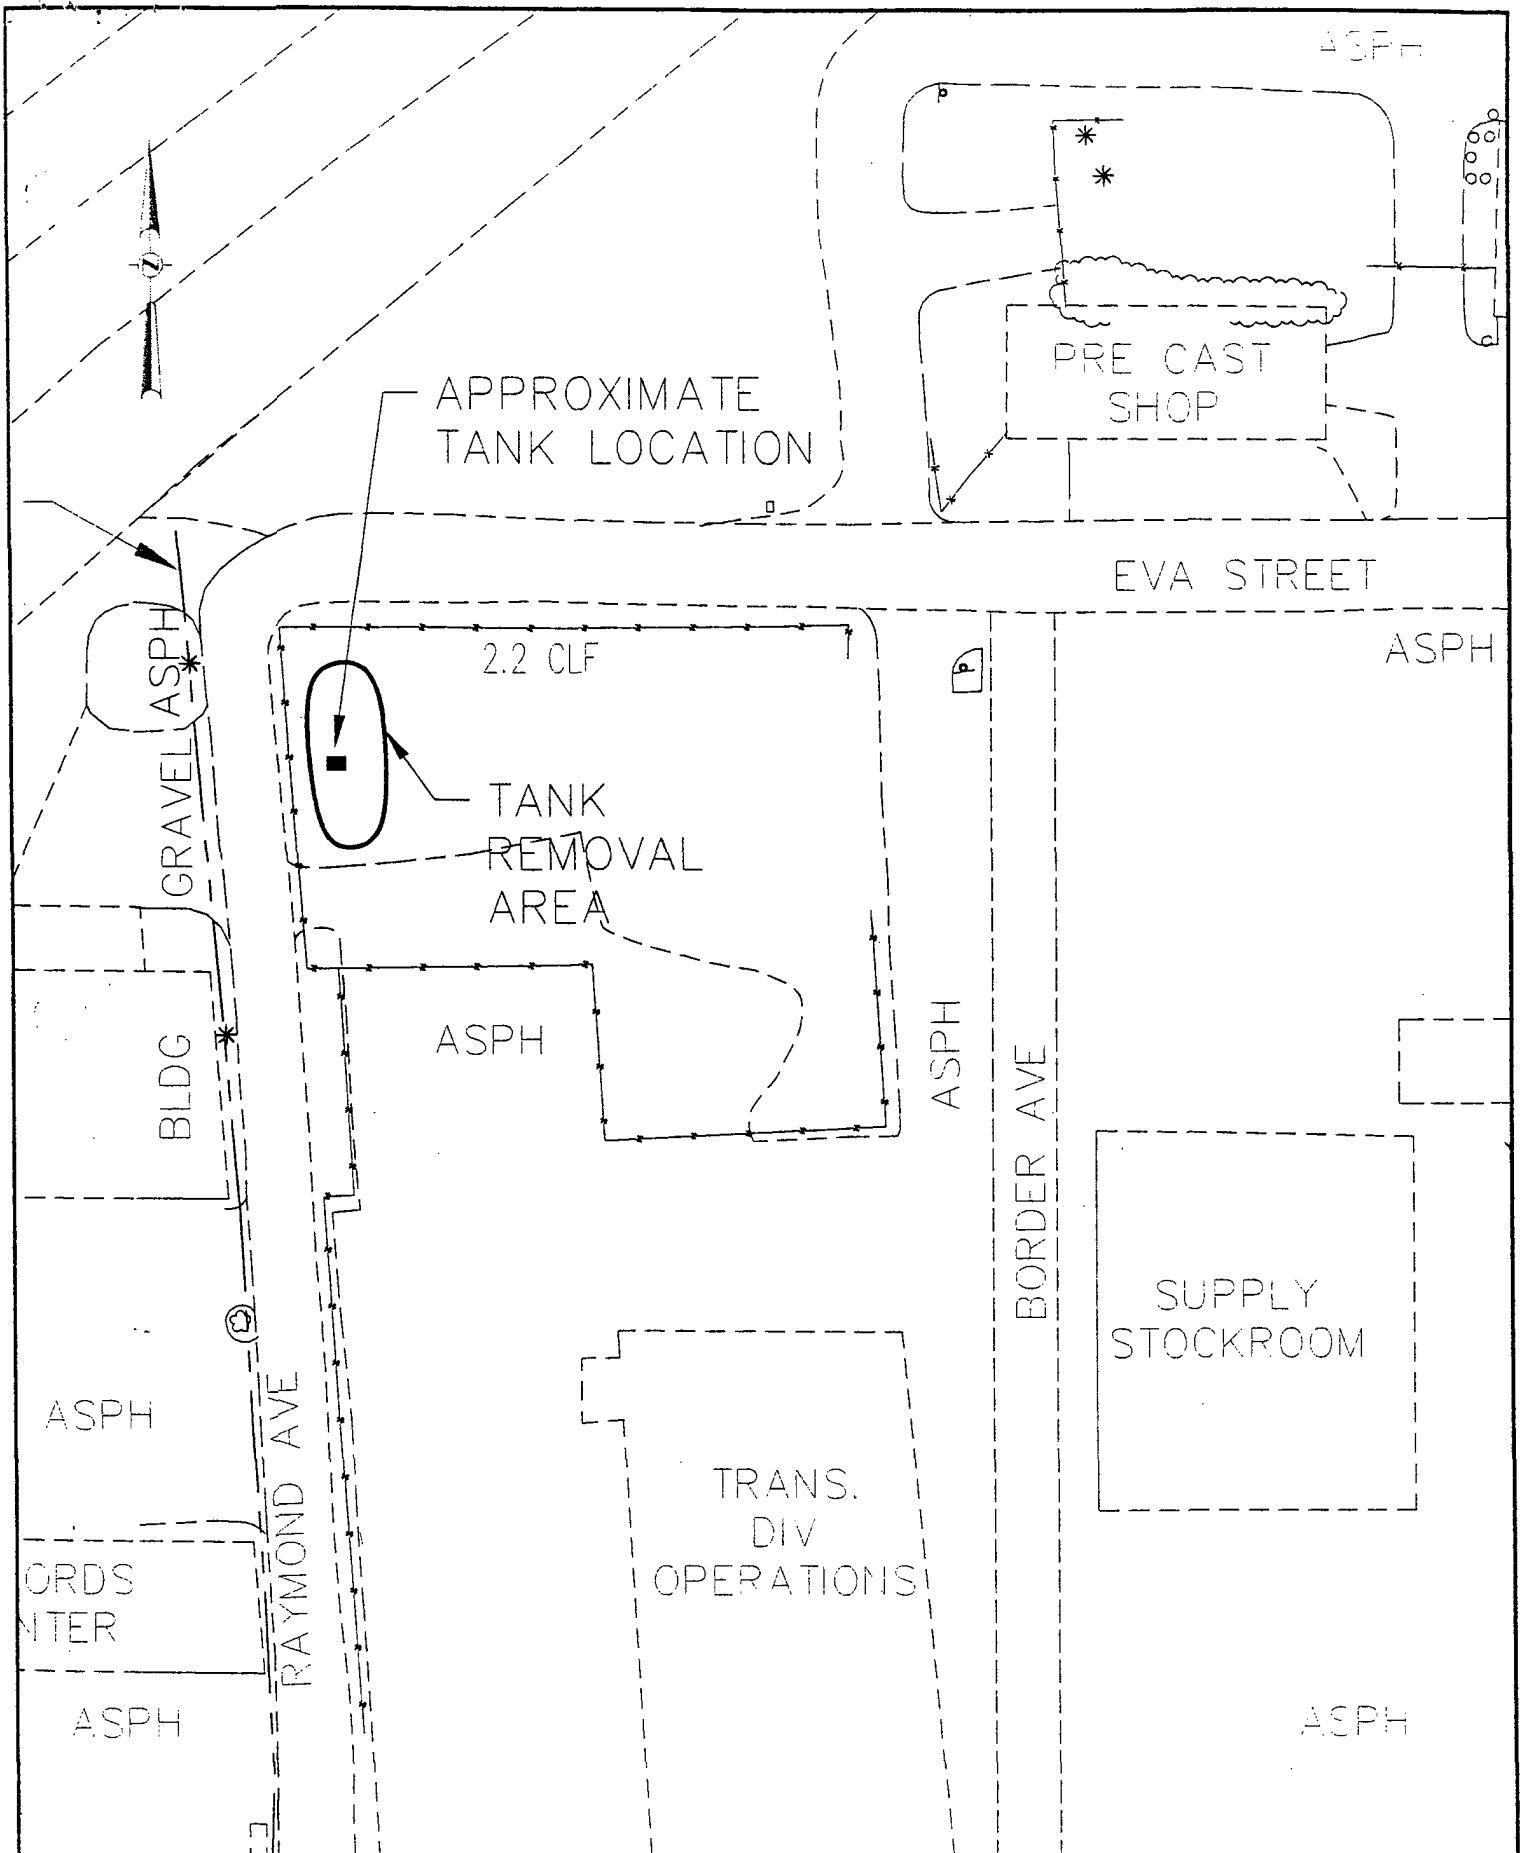 ASPH
PRE CAST
SHOP
APPROXIMATE
TANK LOCATION
EVA STREET
ASPH
2.2 CLF
ASPH
GRAVEL
TANK
REMOVAL
AREA
ASPH
ASPH
BLDG
BORDER AVE
SUPPLY
STOCKROOM
ASPH
RAYMOND AVE
TRANS.
DIV
OPERATIONS
ORDS
NTER
ASPH
ASPH